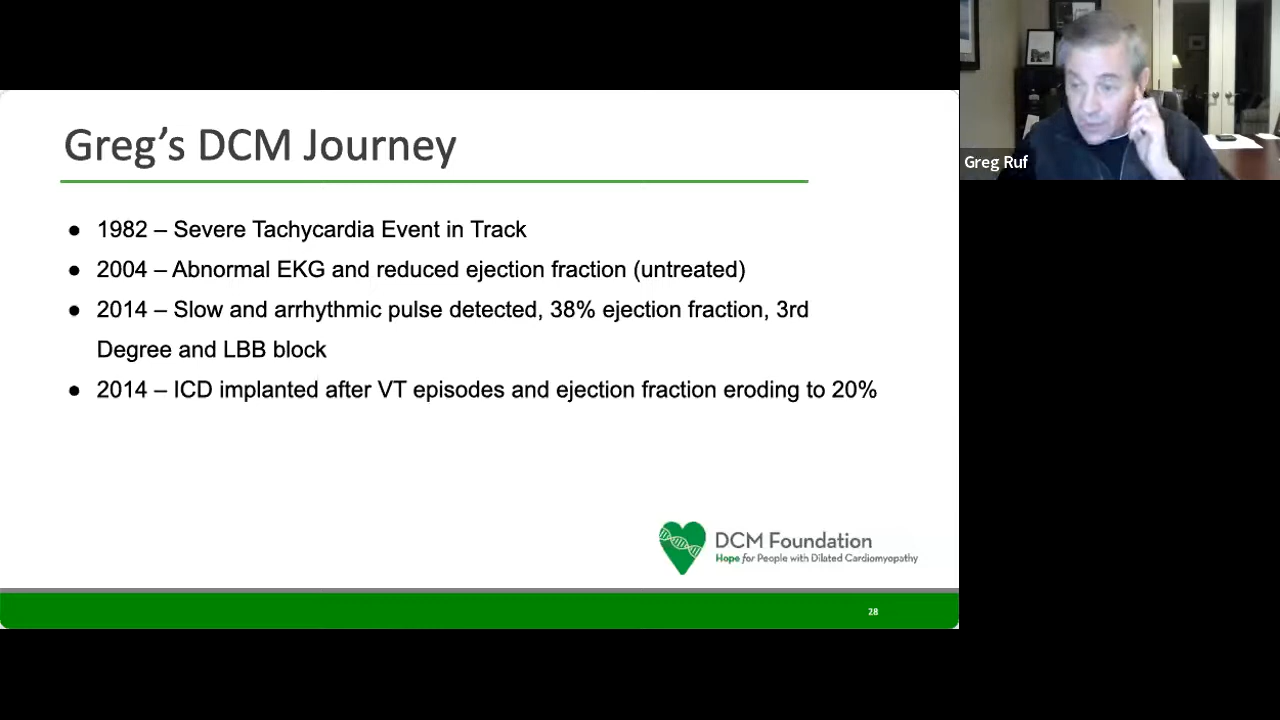 Greg's DCM Journey
● 1982 – Severe Tachycardia Event in Track
● 2004 – Abnormal EKG and reduced ejection fraction (untreated)
● 2014 – Slow and arrhythmic pulse detected, 38% ejection fraction, 3rd
Degree and LBB block
● 2014 – ICD implanted after VT episodes and ejection fraction eroding to 20%
DCM Foundation
Hope for People with Dilated Cardiomyopathy
28
Greg Ruf